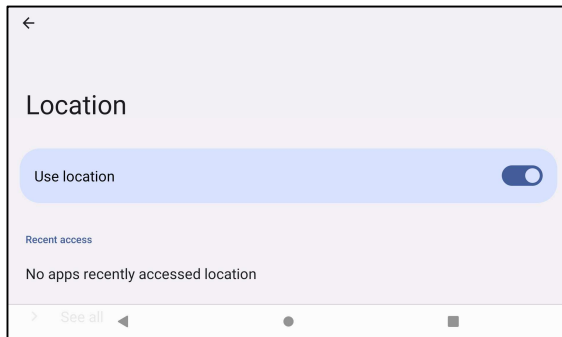 Location
Use location
Recent access
No apps recently accessed location
See all